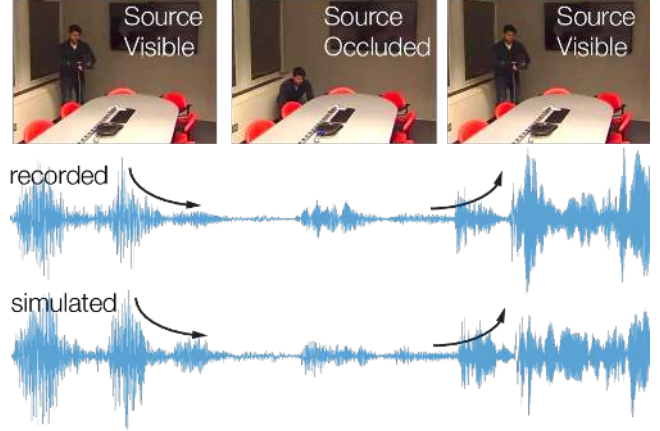 Source
Visible
Source
Occluded
Source
Visible
recorded
simulated